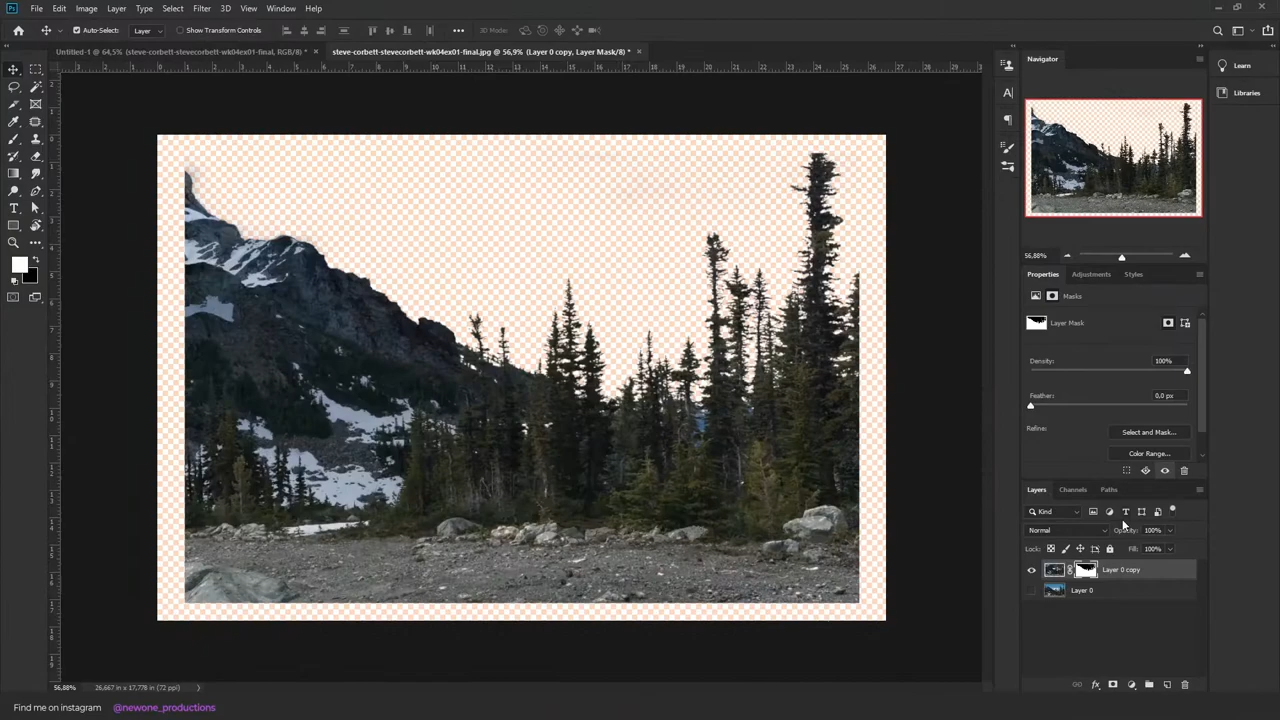 Ps File Edit Image Layer Type Select Filter 3D View Window Help
Auto-Select: Layer Show Transform Controls 3D Mode:
Untitled-1 @ 64,5% (steve-corbett-stevecorbett-wk04ex01-final, RGB/8) * ×
steve-corbett-stevecorbett-wk04ex01-final.jpg @ 56,9% (Layer 0 copy, Layer Mask/8) * ×
Navigator
Learn
Libraries
56,88%
Properties Adjustments Styles
Masks
Layer Mask
Density: 100%
Feather: 0,0 px
Refine: Select and Mask...
Color Range...
Layers Channels Paths
Kind
Normal Opacity: 100%
Lock: Fill: 100%
Layer 0 copy
Layer 0
56,88% 26,667 in x 17,778 in (72 ppi)
Find me on instagram @newone_productions